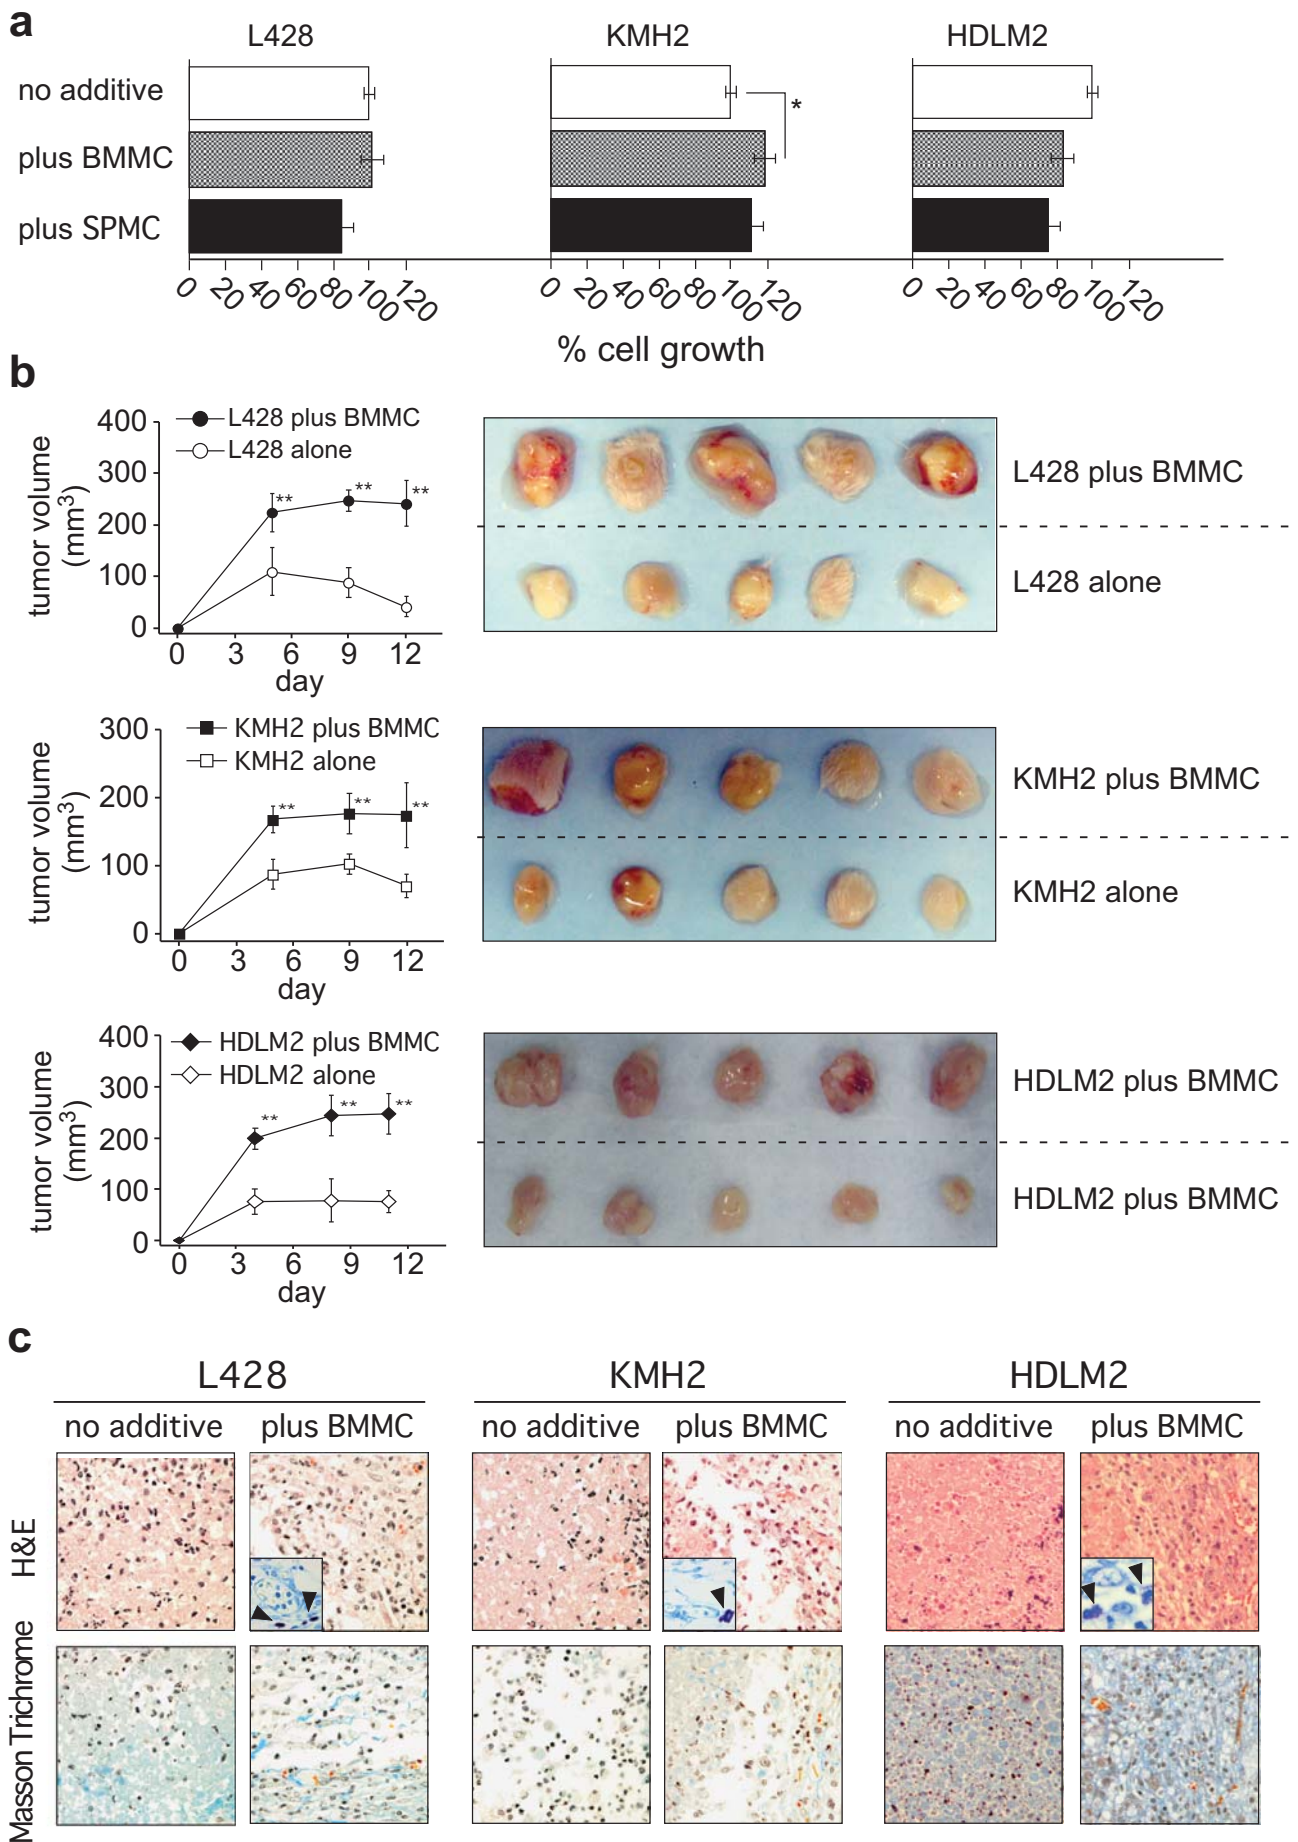 a
L428 KMH2 HDLM2
no additive
*
plus BMMC
plus SPMC
0 20 40 60 80 100 120 0 20 40 60 80 100 120 0 20 40 60 80 100 120
% cell growth
b
tumor volume (mm3)
400
300
200
100
0
L428 plus BMMC
L428 alone
** ** **
0 3 6 9 12
day
L428 plus BMMC
L428 alone
tumor volume (mm3)
300
200
100
0
KMH2 plus BMMC
KMH2 alone
** ** **
0 3 6 9 12
day
KMH2 plus BMMC
KMH2 alone
tumor volume (mm3)
400
300
200
100
0
HDLM2 plus BMMC
HDLM2 alone
** ** **
0 3 6 9 12
day
HDLM2 plus BMMC
HDLM2 plus BMMC
c
L428 KMH2 HDLM2
no additive plus BMMC no additive plus BMMC no additive plus BMMC
H&E
Masson Trichrome